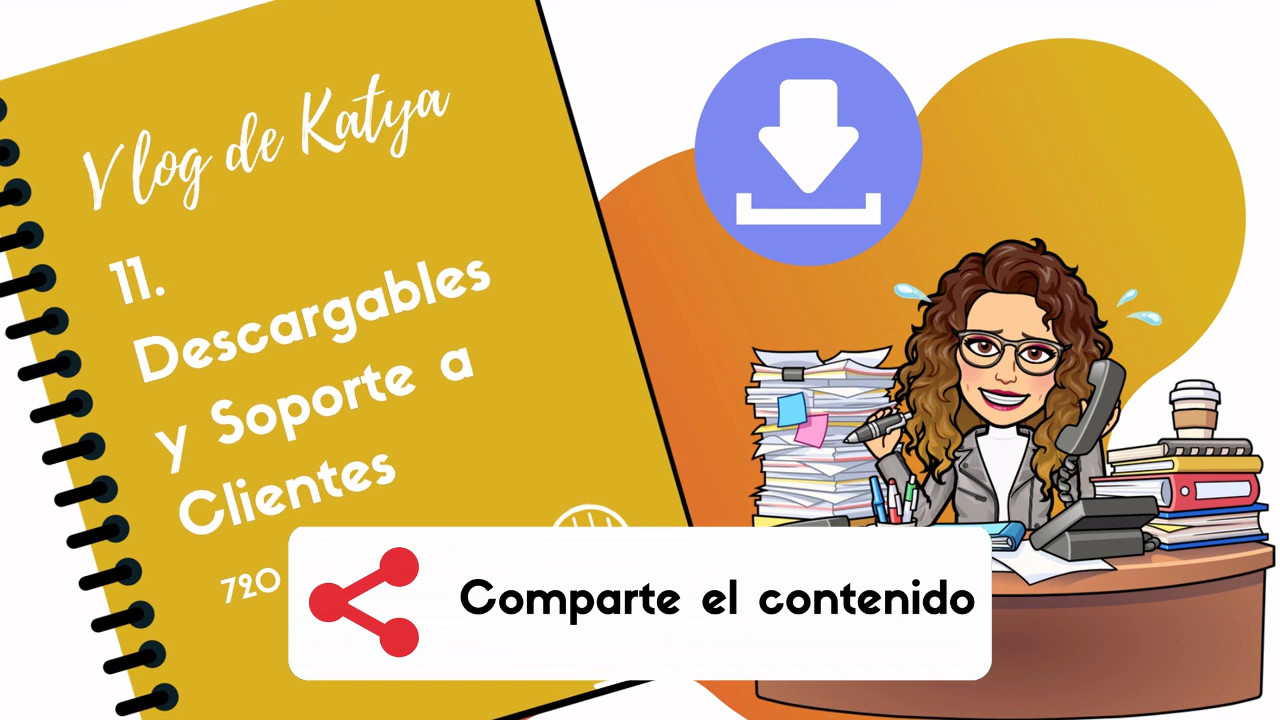 Vlog de Katya
11.
Descargables
y Soporte a
Clientes
720
Comparte el contenido